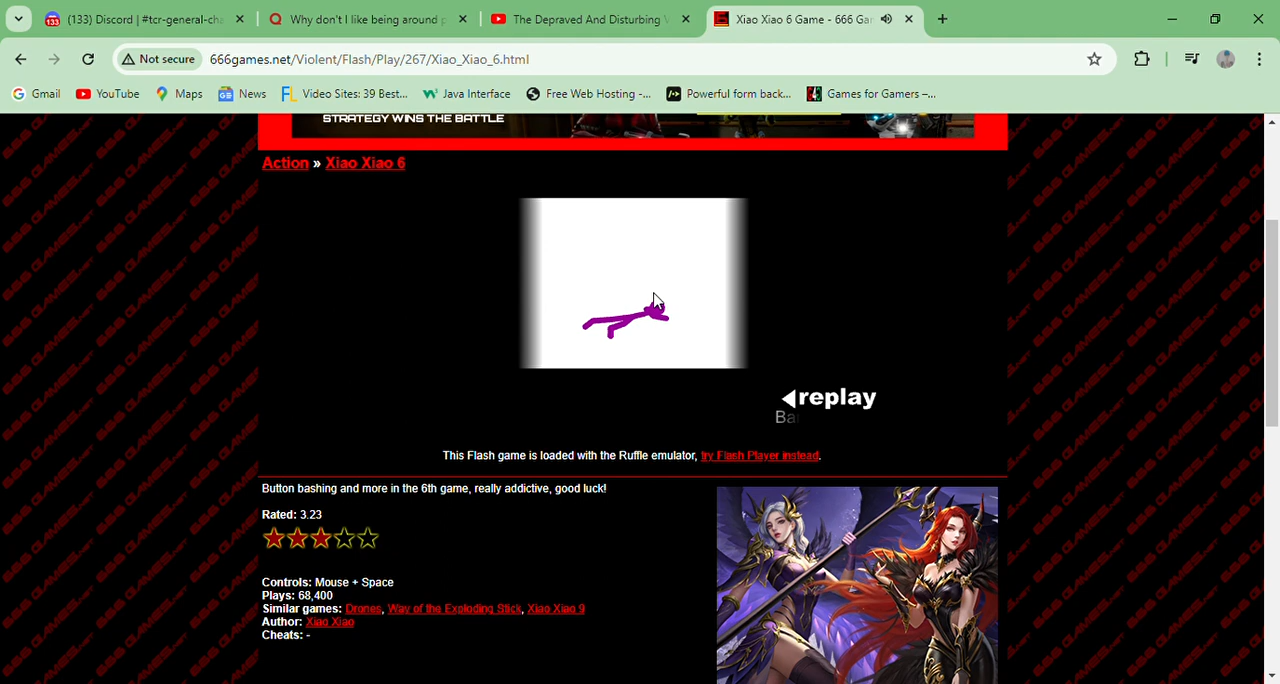 (133) Discord | #tcr-general-cha
Why don't I like being around p
The Depraved And Disturbing
Xiao Xiao 6 Game - 666 Gam
Not secure
666games.net/Violent/Flash/Play/267/Xiao_Xiao_6.html
Gmail
YouTube
Maps
News
Video Sites: 39 Best...
Java Interface
Free Web Hosting -...
Powerful form back...
Games for Gamers –...
STRATEGY WINS THE BATTLE
Action » Xiao Xiao 6
replay
Ba
This Flash game is loaded with the Ruffle emulator, try Flash Player instead.
Button bashing and more in the 6th game, really addictive, good luck!
Rated: 3.23
Controls: Mouse + Space
Plays: 68,400
Similar games: Drones, Way of the Exploding Stick, Xiao Xiao 9
Author: Xiao Xiao
Cheats: -